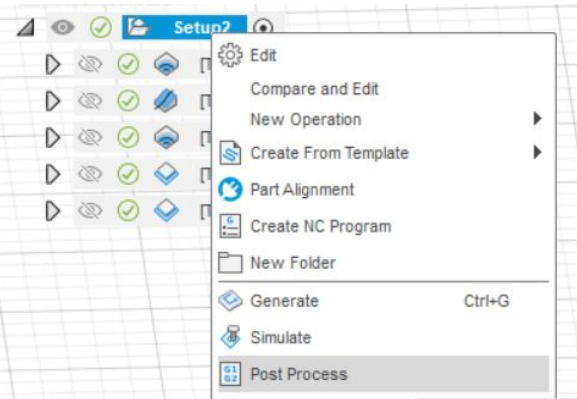 Setup2
Edit
Compare and Edit
New Operation
Create From Template
Part Alignment
Create NC Program
New Folder
Generate Ctrl+G
Simulate
Post Process